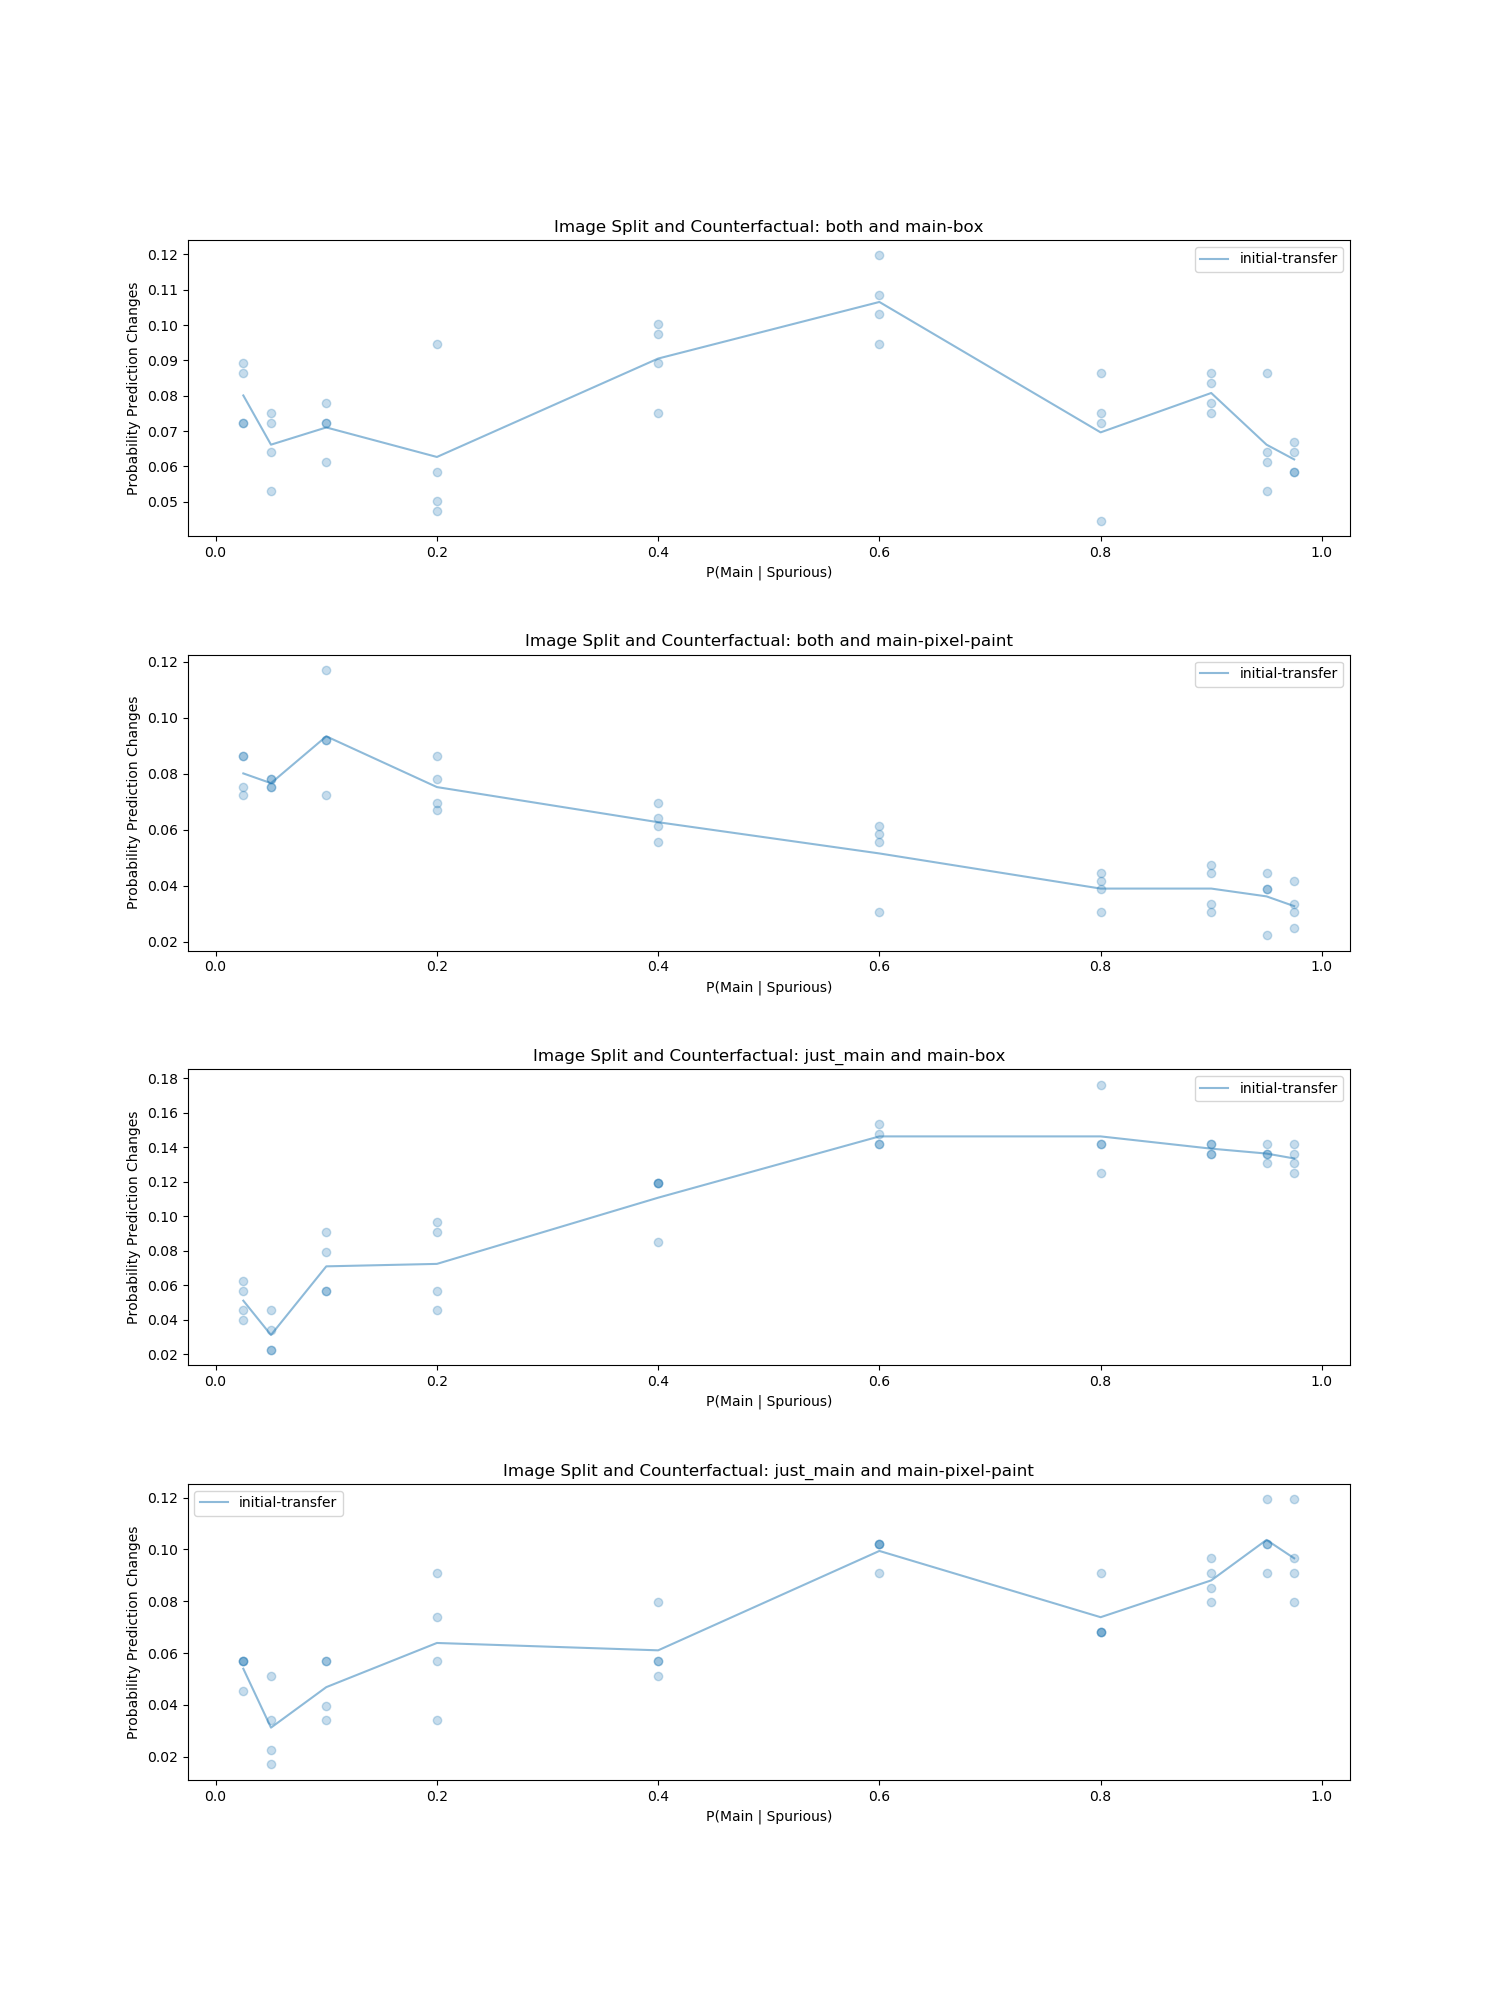 Image Split and Counterfactual: both and main-box
initial-transfer
Probability Prediction Changes
0.12
0.11
0.10
0.09
0.08
0.07
0.06
0.05
0.0 0.2 0.4 0.6 0.8 1.0
P(Main | Spurious)
Image Split and Counterfactual: both and main-pixel-paint
initial-transfer
Probability Prediction Changes
0.12
0.10
0.08
0.06
0.04
0.02
0.0 0.2 0.4 0.6 0.8 1.0
P(Main | Spurious)
Image Split and Counterfactual: just_main and main-box
initial-transfer
Probability Prediction Changes
0.18
0.16
0.14
0.12
0.10
0.08
0.06
0.04
0.02
0.0 0.2 0.4 0.6 0.8 1.0
P(Main | Spurious)
Image Split and Counterfactual: just_main and main-pixel-paint
initial-transfer
Probability Prediction Changes
0.12
0.10
0.08
0.06
0.04
0.02
0.0 0.2 0.4 0.6 0.8 1.0
P(Main | Spurious)